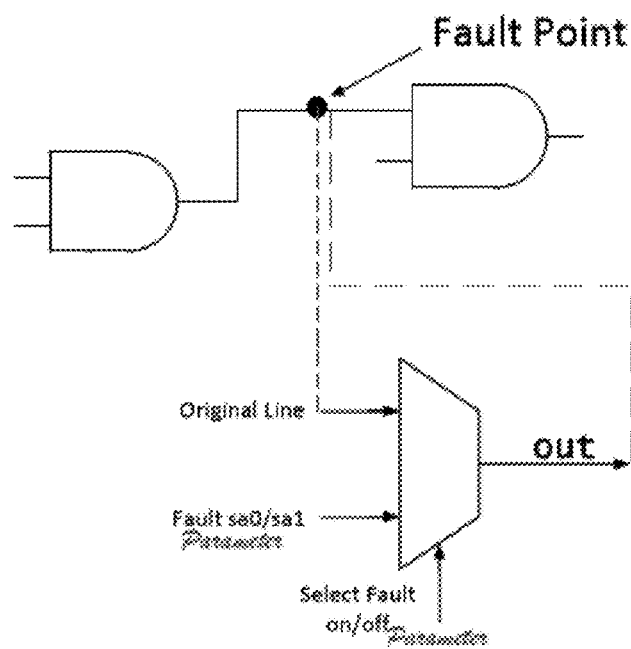 Fault Point
Original Line
out
Fault sa0/sa1
Parameter
Select Fault
on/off Parameter